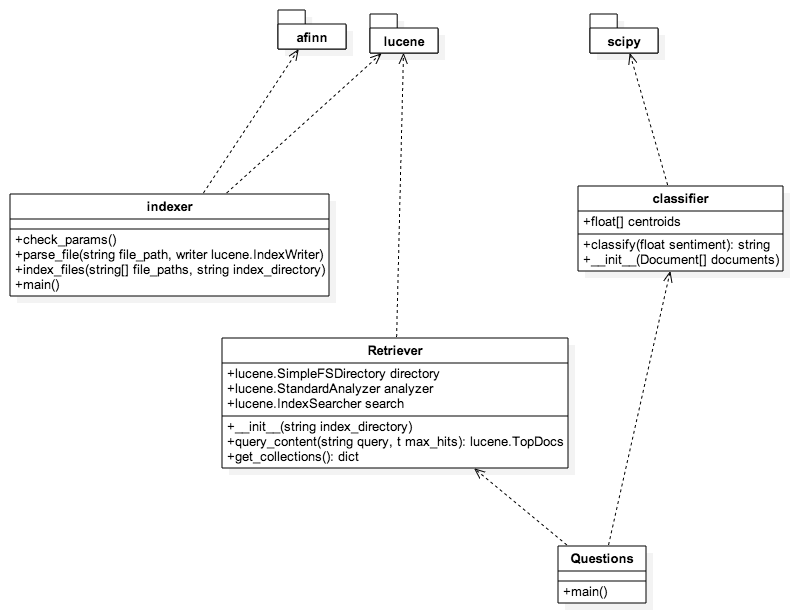 afinn
lucene
scipy
indexer
+check_params()
+parse_file(string file_path, writer lucene.IndexWriter)
+index_files(string[] file_paths, string index_directory)
+main()
classifier
+float[] centroids
+classify(float sentiment): string
+__init__(Document[] documents)
Retriever
+lucene.SimpleFSDirectory directory
+lucene.StandardAnalyzer analyzer
+lucene.IndexSearcher search
+__init__(string index_directory)
+query_content(string query, t max_hits): lucene.TopDocs
+get_collections(): dict
Questions
+main()